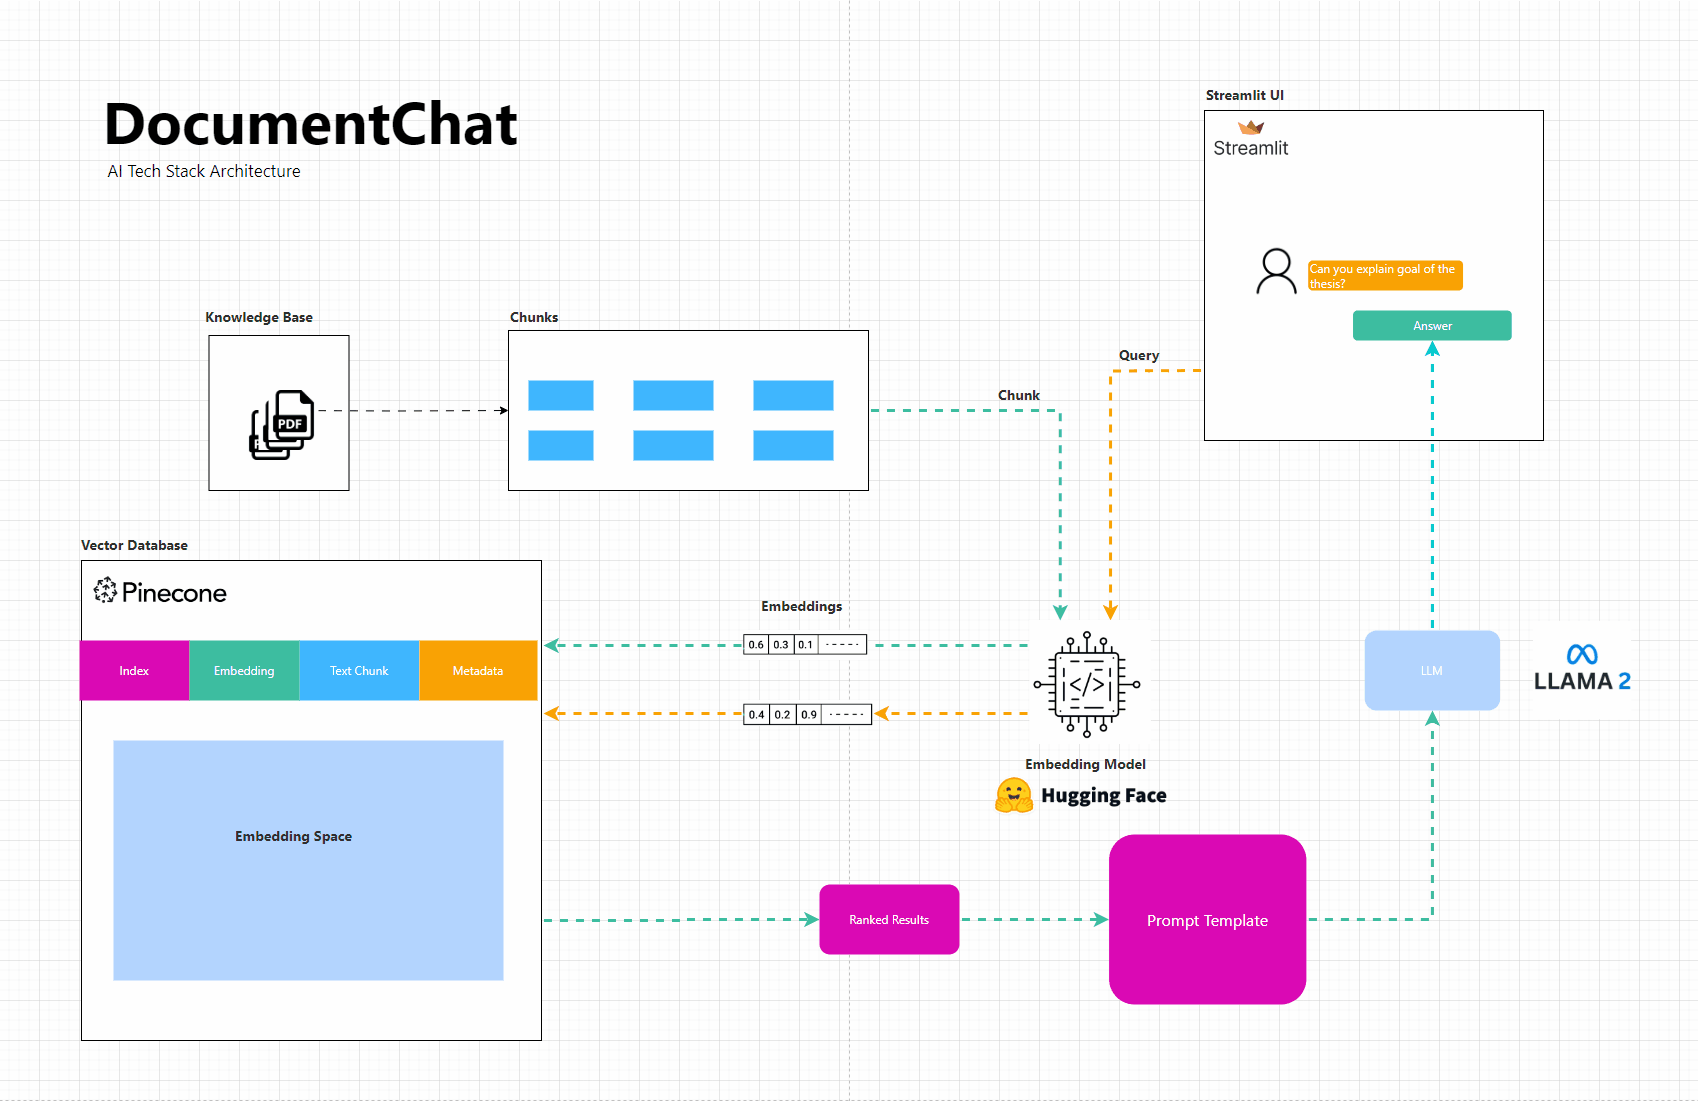 DocumentChat
AI Tech Stack Architecture
Streamlit UI
Streamlit
Can you explain goal of the
thesis?
Answer
Knowledge Base
PDF
Chunks
Query
Chunk
Vector Database
Pinecone
Index
Embedding
Text Chunk
Metadata
Embedding Space
Embeddings
0.6 0.3 0.1 -----
0.4 0.2 0.9 -----
</>
Embedding Model
Hugging Face
LLM
LLAMA 2
Ranked Results
Prompt Template